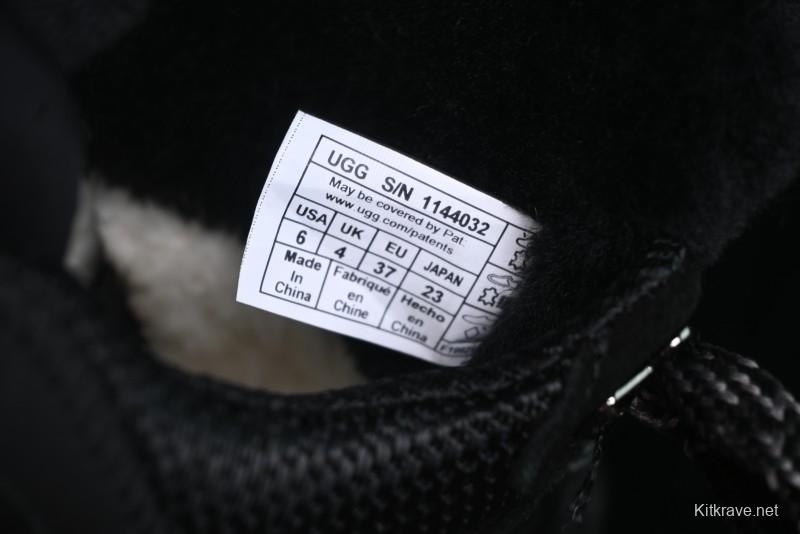 UGG S/N 1144032
May be covered by Pat:
www.ugg.com/patents
USA UK EU JAPAN
6 4 37 23
Made In China
Fabriqué en Chine
Hecho en China
Kitkrave.net